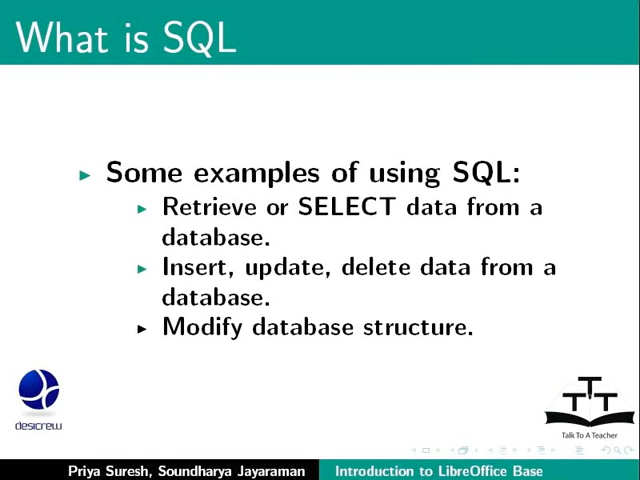 What is SQL
Some examples of using SQL:
Retrieve or SELECT data from a
database.
Insert, update, delete data from a
database.
Modify database structure.
desicrew
TTT
Talk To A Teacher
Priya Suresh, Soundharya Jayaraman Introduction to LibreOffice Base